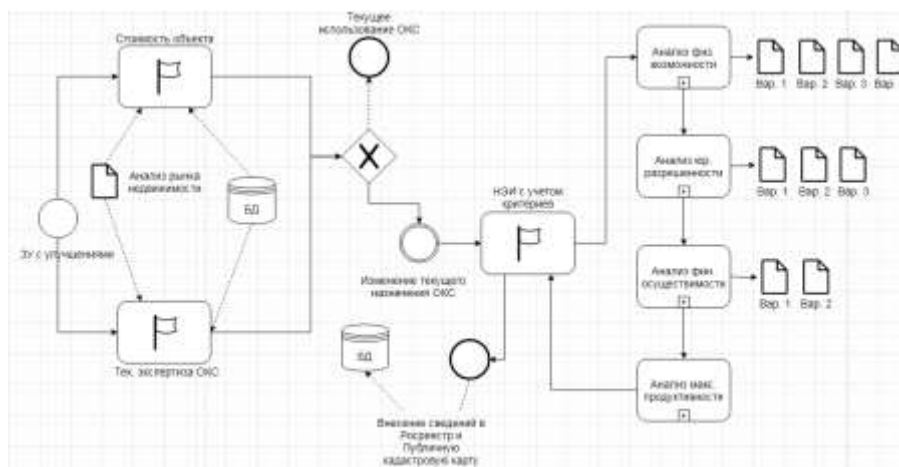 Стоимость объекта
Текущее
использование ОКС
Анализ физ.
возможности
Вар. 1
Вар. 2
Вар. 3
Вар.
Анализ рынка
недвижимости
БД
ЗУ с улучшениями
НЭИ с учетом
критериев
Анализ юр.
разрешенности
Вар. 1
Вар. 2
Вар. 3
Изменение текущего
назначения ОКС
Анализ фин.
осуществимости
Вар. 1
Вар. 2
Тех. экспертиза ОКС
БД
Анализ макс.
продуктивности
Внесение сведений в
Росреестр и
Публичную
кадастровую карту